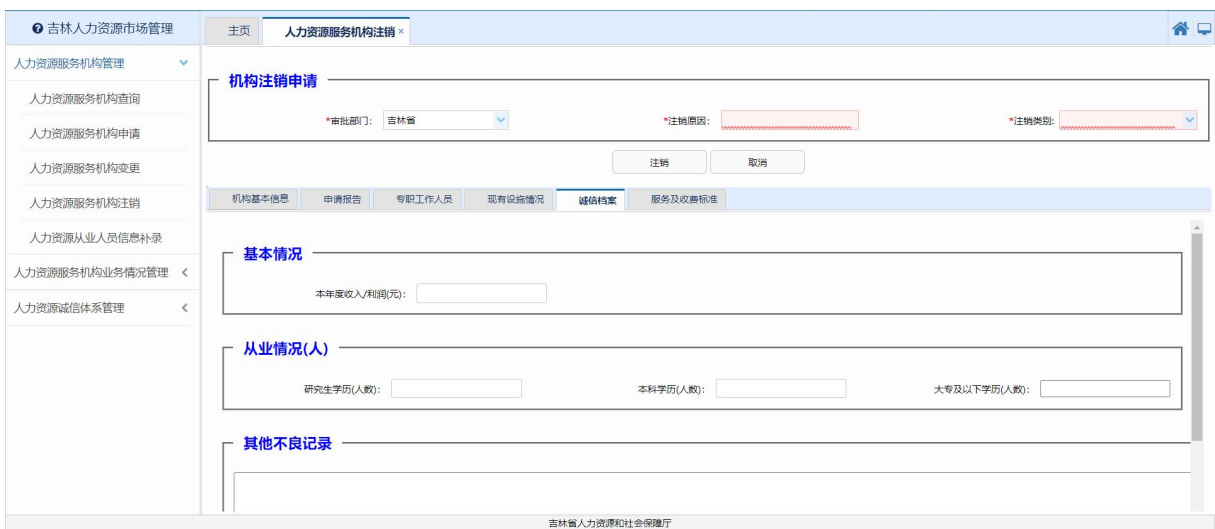 吉林人力资源市场管理
主页 人力资源服务机构注销 ×
人力资源服务机构管理
人力资源服务机构查询
人力资源服务机构申请
人力资源服务机构变更
人力资源服务机构注销
人力资源从业人员信息补录
人力资源服务机构业务情况管理
人力资源诚信体系管理
机构注销申请
*审批部门: 吉林省 *注销原因: *注销类别:
注销 取消
机构基本信息 申请报告 专职工作人员 现有设施情况 诚信档案 服务及收费标准
基本情况
本年度收入/利润(元):
从业情况(人)
研究生学历(人数): 本科学历(人数): 大专及以下学历(人数):
其他不良记录
吉林省人力资源和社会保障厅